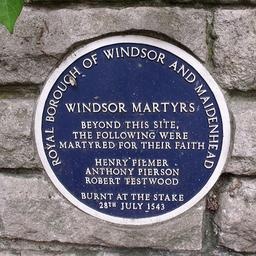 ROYAL BOROUGH OF WINDSOR AND MAIDENHEAD
WINDSOR MARTYRS
BEYOND THIS SITE,
THE FOLLOWING WERE
MARTYRED FOR THEIR FAITH
HENRY FILMER
ANTHONY PIERSON
ROBERT TESTWOOD
BURNT AT THE STAKE
28TH JULY 1543